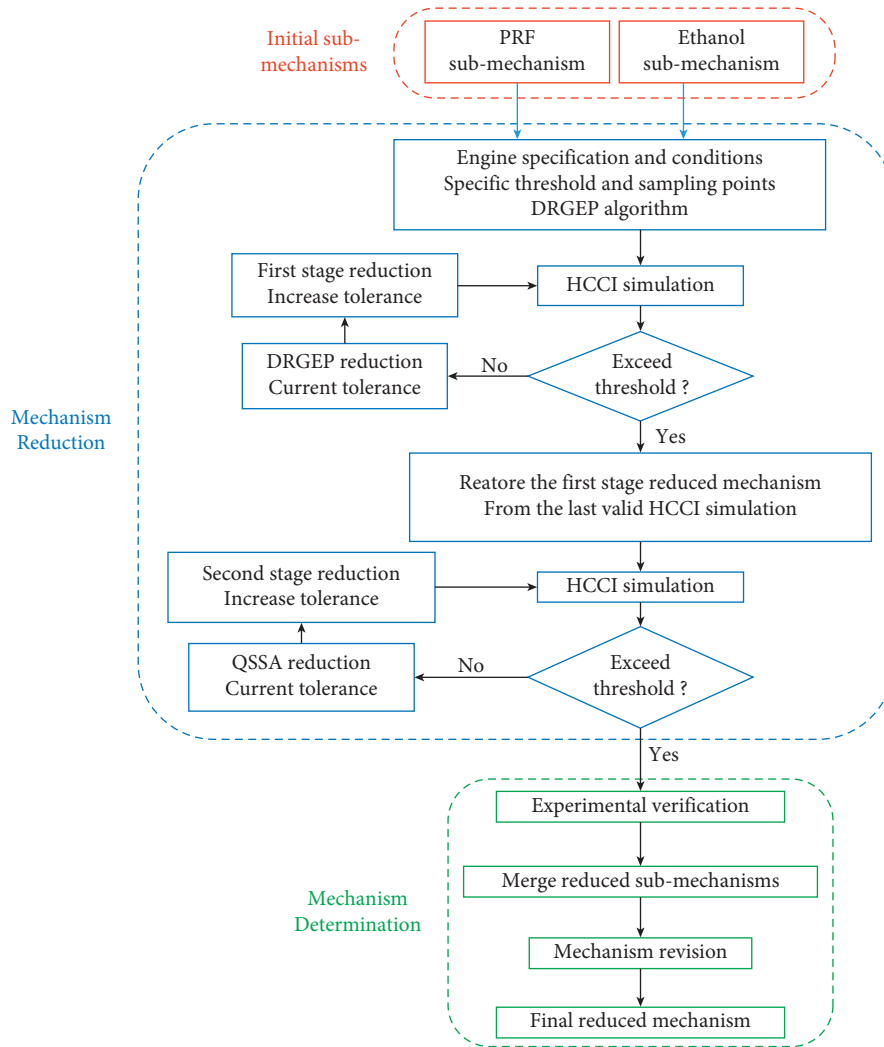 Initial sub-
mechanisms
PRF
sub-mechanism
Ethanol
sub-mechanism
Engine specification and conditions
Specific threshold and sampling points
DRGEP algorithm
First stage reduction
Increase tolerance
HCCI simulation
DRGEP reduction
Current tolerance
No
Exceed
threshold ?
Mechanism
Reduction
Yes
Reatore the first stage reduced mechanism
From the last valid HCCI simulation
Second stage reduction
Increase tolerance
HCCI simulation
QSSA reduction
Current tolerance
No
Exceed
threshold ?
Yes
Experimental verification
Merge reduced sub-mechanisms
Mechanism
Determination
Mechanism revision
Final reduced mechanism